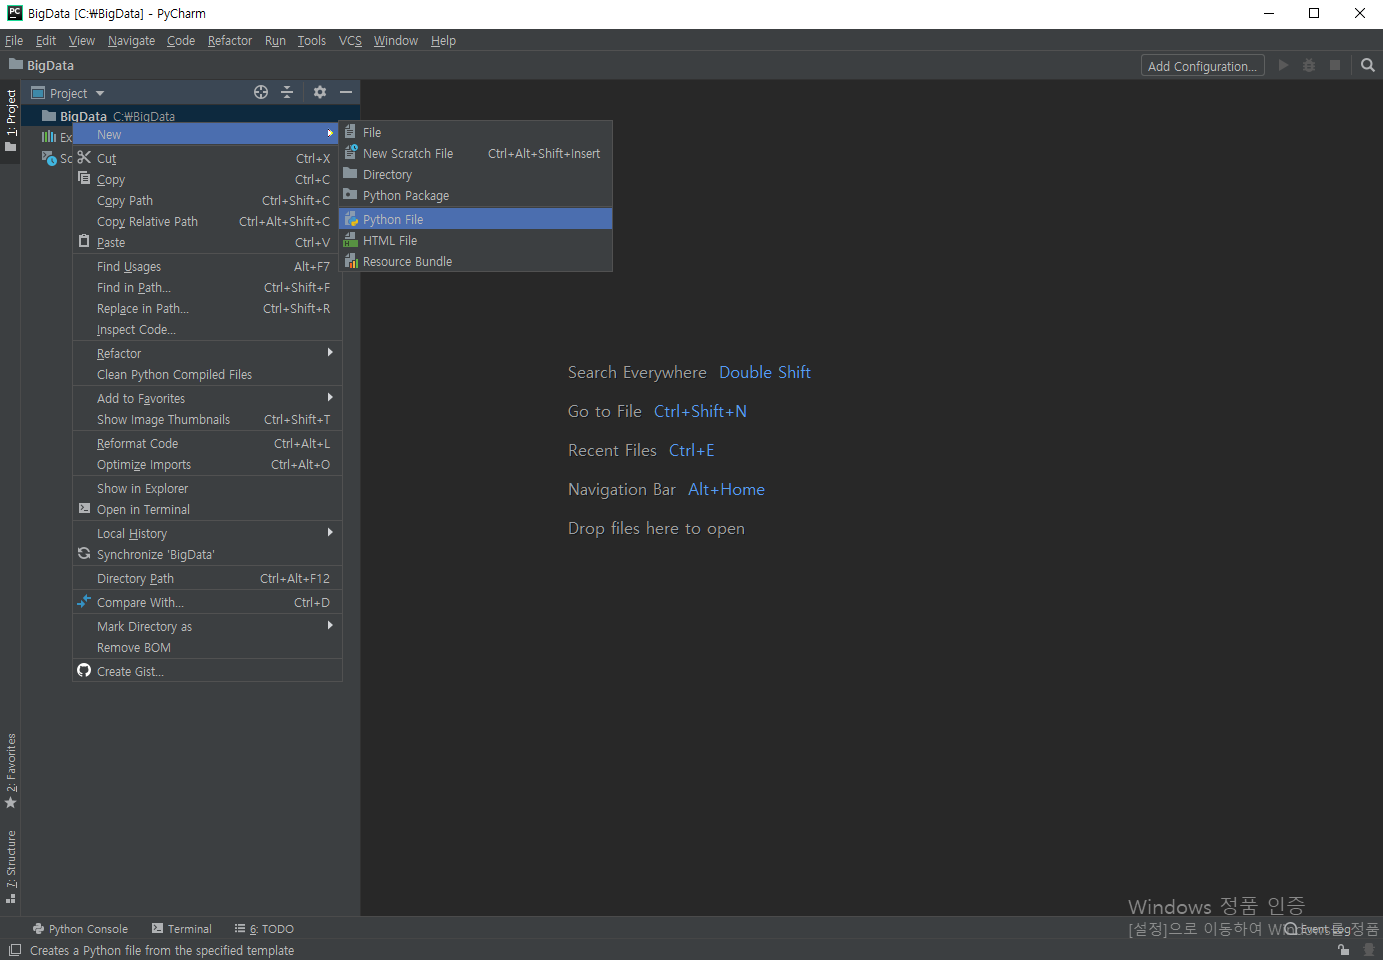 BigData [C:₩BigData] - PyCharm
File Edit View Navigate Code Refactor Run Tools VCS Window Help
BigData
Add Configuration...
1: Project
Project
BigData C:₩BigData
Ex
Sc
New
Cut Ctrl+X
Copy Ctrl+C
Copy Path Ctrl+Shift+C
Copy Relative Path Ctrl+Alt+Shift+C
Paste Ctrl+V
Find Usages Alt+F7
Find in Path... Ctrl+Shift+F
Replace in Path... Ctrl+Shift+R
Inspect Code...
Refactor
Clean Python Compiled Files
Add to Favorites
Show Image Thumbnails Ctrl+Shift+T
Reformat Code Ctrl+Alt+L
Optimize Imports Ctrl+Alt+O
Show in Explorer
Open in Terminal
Local History
Synchronize 'BigData'
Directory Path Ctrl+Alt+F12
Compare With... Ctrl+D
Mark Directory as
Remove BOM
Create Gist...
File
New Scratch File Ctrl+Alt+Shift+Insert
Directory
Python Package
Python File
HTML File
Resource Bundle
Search Everywhere Double Shift
Go to File Ctrl+Shift+N
Recent Files Ctrl+E
Navigation Bar Alt+Home
Drop files here to open
2: Favorites
7: Structure
Windows 정품 인증
[설정]으로 이동하여 Windows를 정품
Python Console Terminal 6: TODO
Event Log
Creates a Python file from the specified template